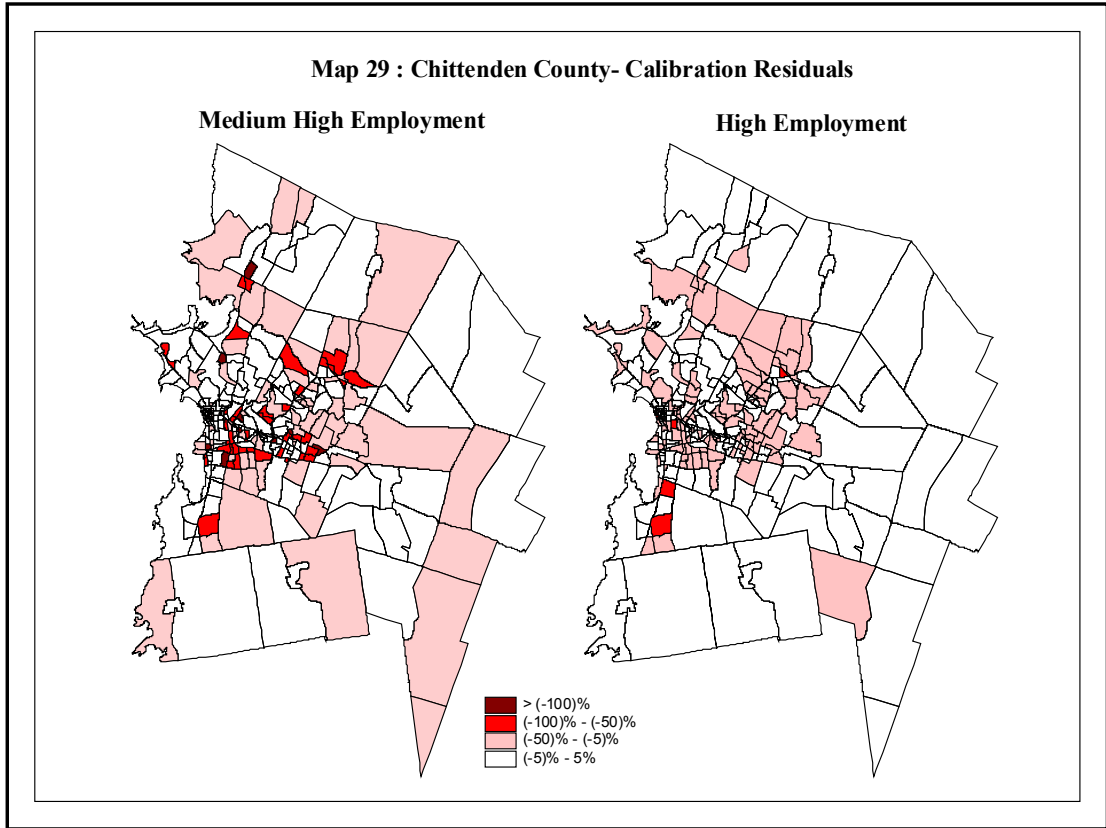 Map 29 : Chittenden County- Calibration Residuals
Medium High Employment
High Employment
> (-100)%
(-100)% - (-50)%
(-50)% - (-5)%
(-5)% - 5%